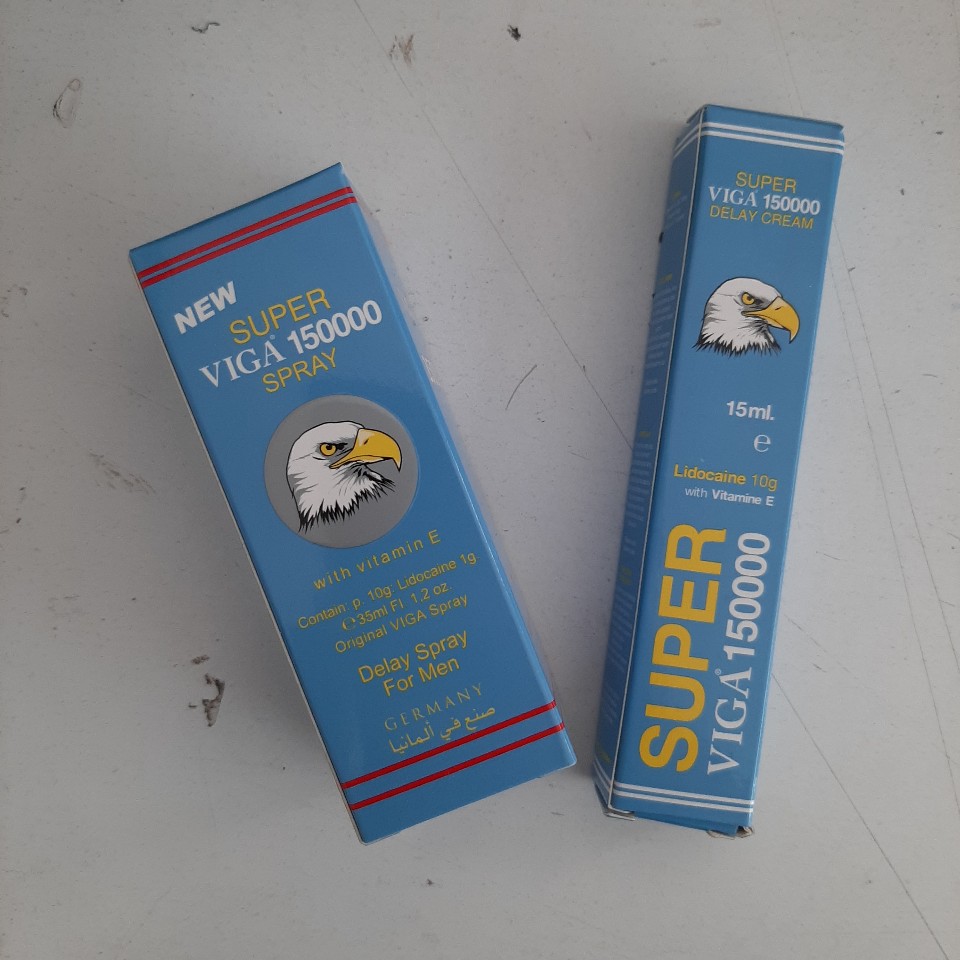 NEW
SUPER
VIGA® 150000
SPRAY
with vitamin E
Contain: p. 10g. Lidocaine 1g
℮35ml Fl 1,2 oz.
Original VIGA Spray
Delay Spray
For Men
GERMANY
صنع في ألمانيا
SUPER
VIGA® 150000
DELAY CREAM
15ml.
℮
Lidocaine 10g
with Vitamine E
SUPER
VIGA® 150000